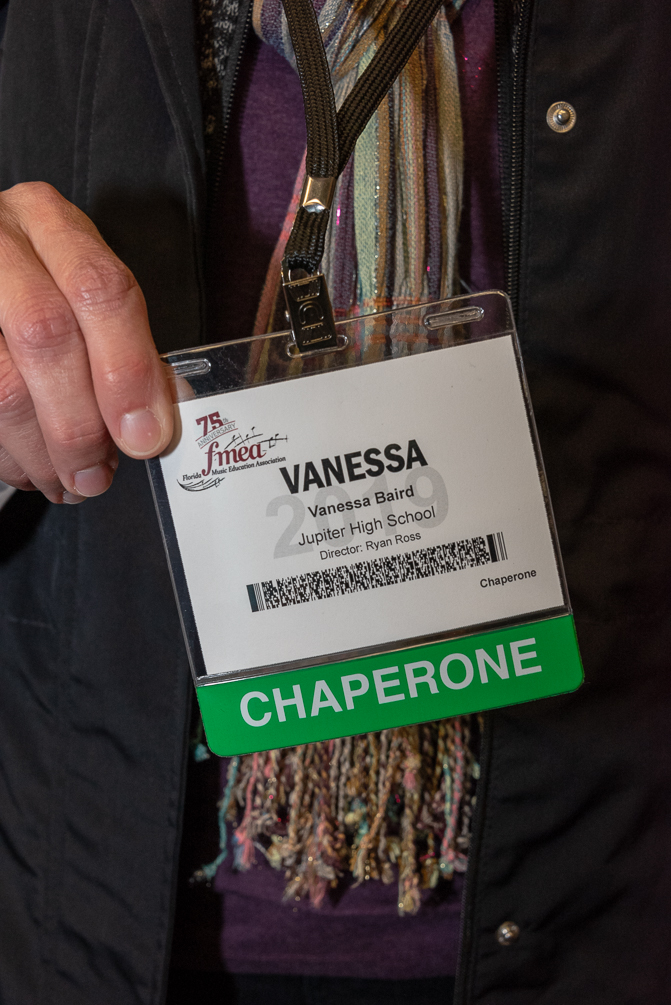 75th
ANNIVERSARY
fmea
Florida Music Education Association
VANESSA
2019
Vanessa Baird
Jupiter High School
Director: Ryan Ross
Chaperone
CHAPERONE